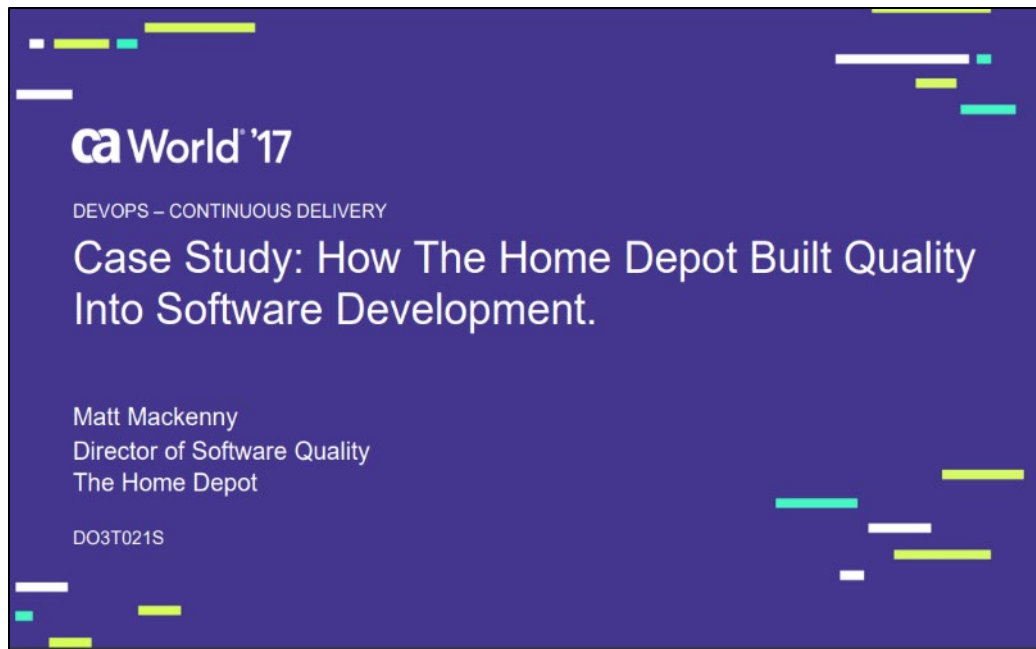 ca World® '17
DEVOPS – CONTINUOUS DELIVERY
Case Study: How The Home Depot Built Quality
Into Software Development.
Matt Mackenny
Director of Software Quality
The Home Depot
DO3T021S